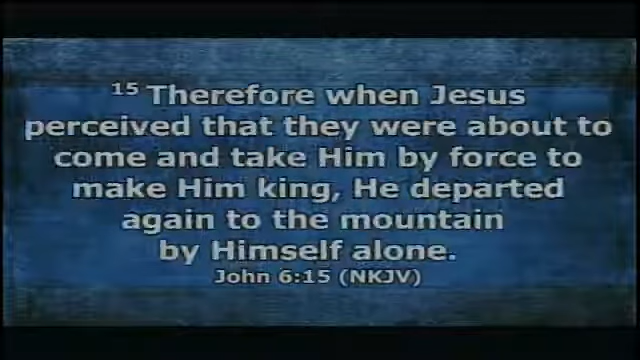 15 Therefore when Jesus
perceived that they were about to
come and take Him by force to
make Him king, He departed
again to the mountain
by Himself alone.
John 6:15 (NKJV)